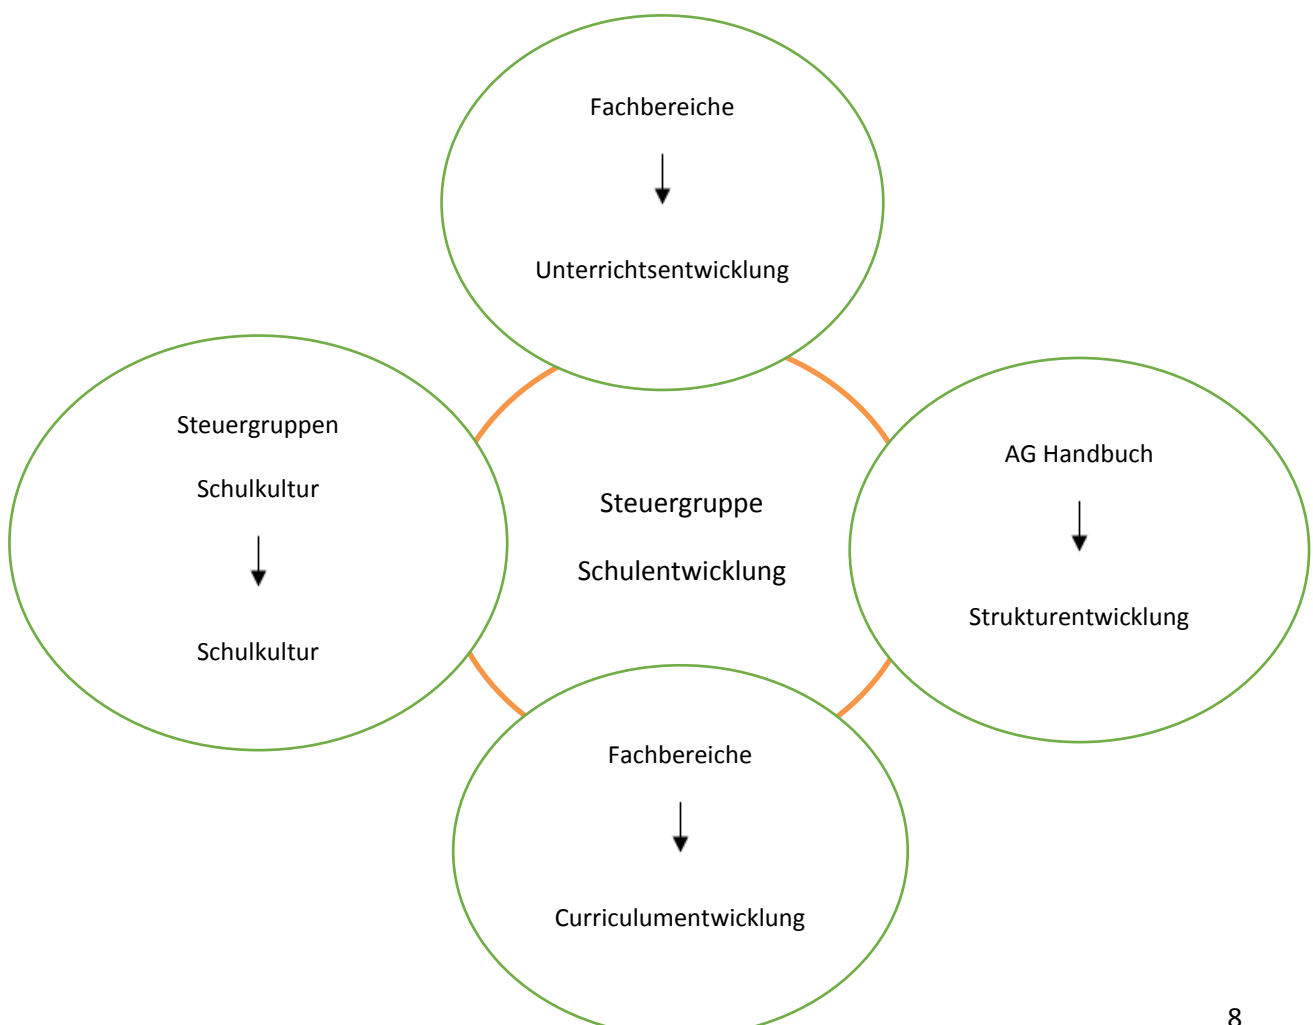 Fachbereiche
Unterrichtsentwicklung
Steuergruppen
Schulkultur
Schulkultur
Steuergruppe
Schulentwicklung
AG Handbuch
Strukturentwicklung
Fachbereiche
Curriculumentwicklung
8